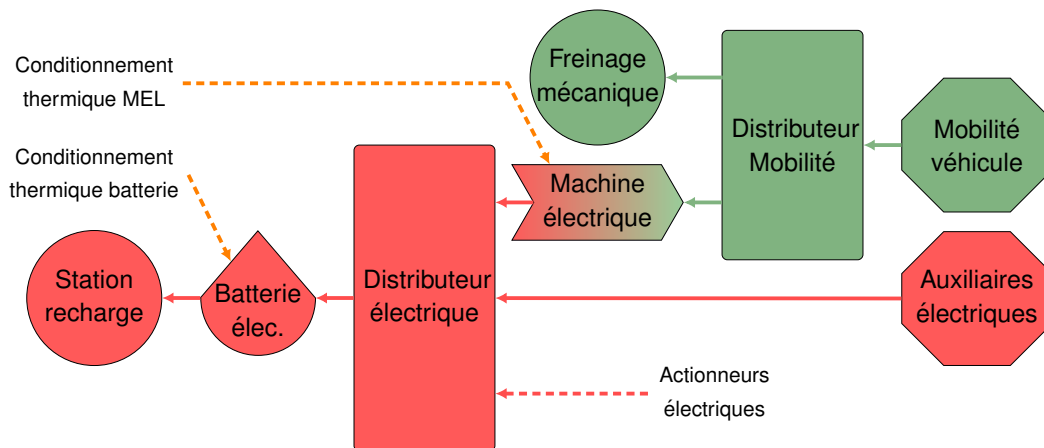 Conditionnement
thermique MEL
Freinage
mécanique
Distributeur
Mobilité
Mobilité
véhicule
Conditionnement
thermique batterie
Machine
électrique
Station
recharge
Batterie
élec.
Distributeur
électrique
Auxiliaires
électriques
Actionneurs
électriques